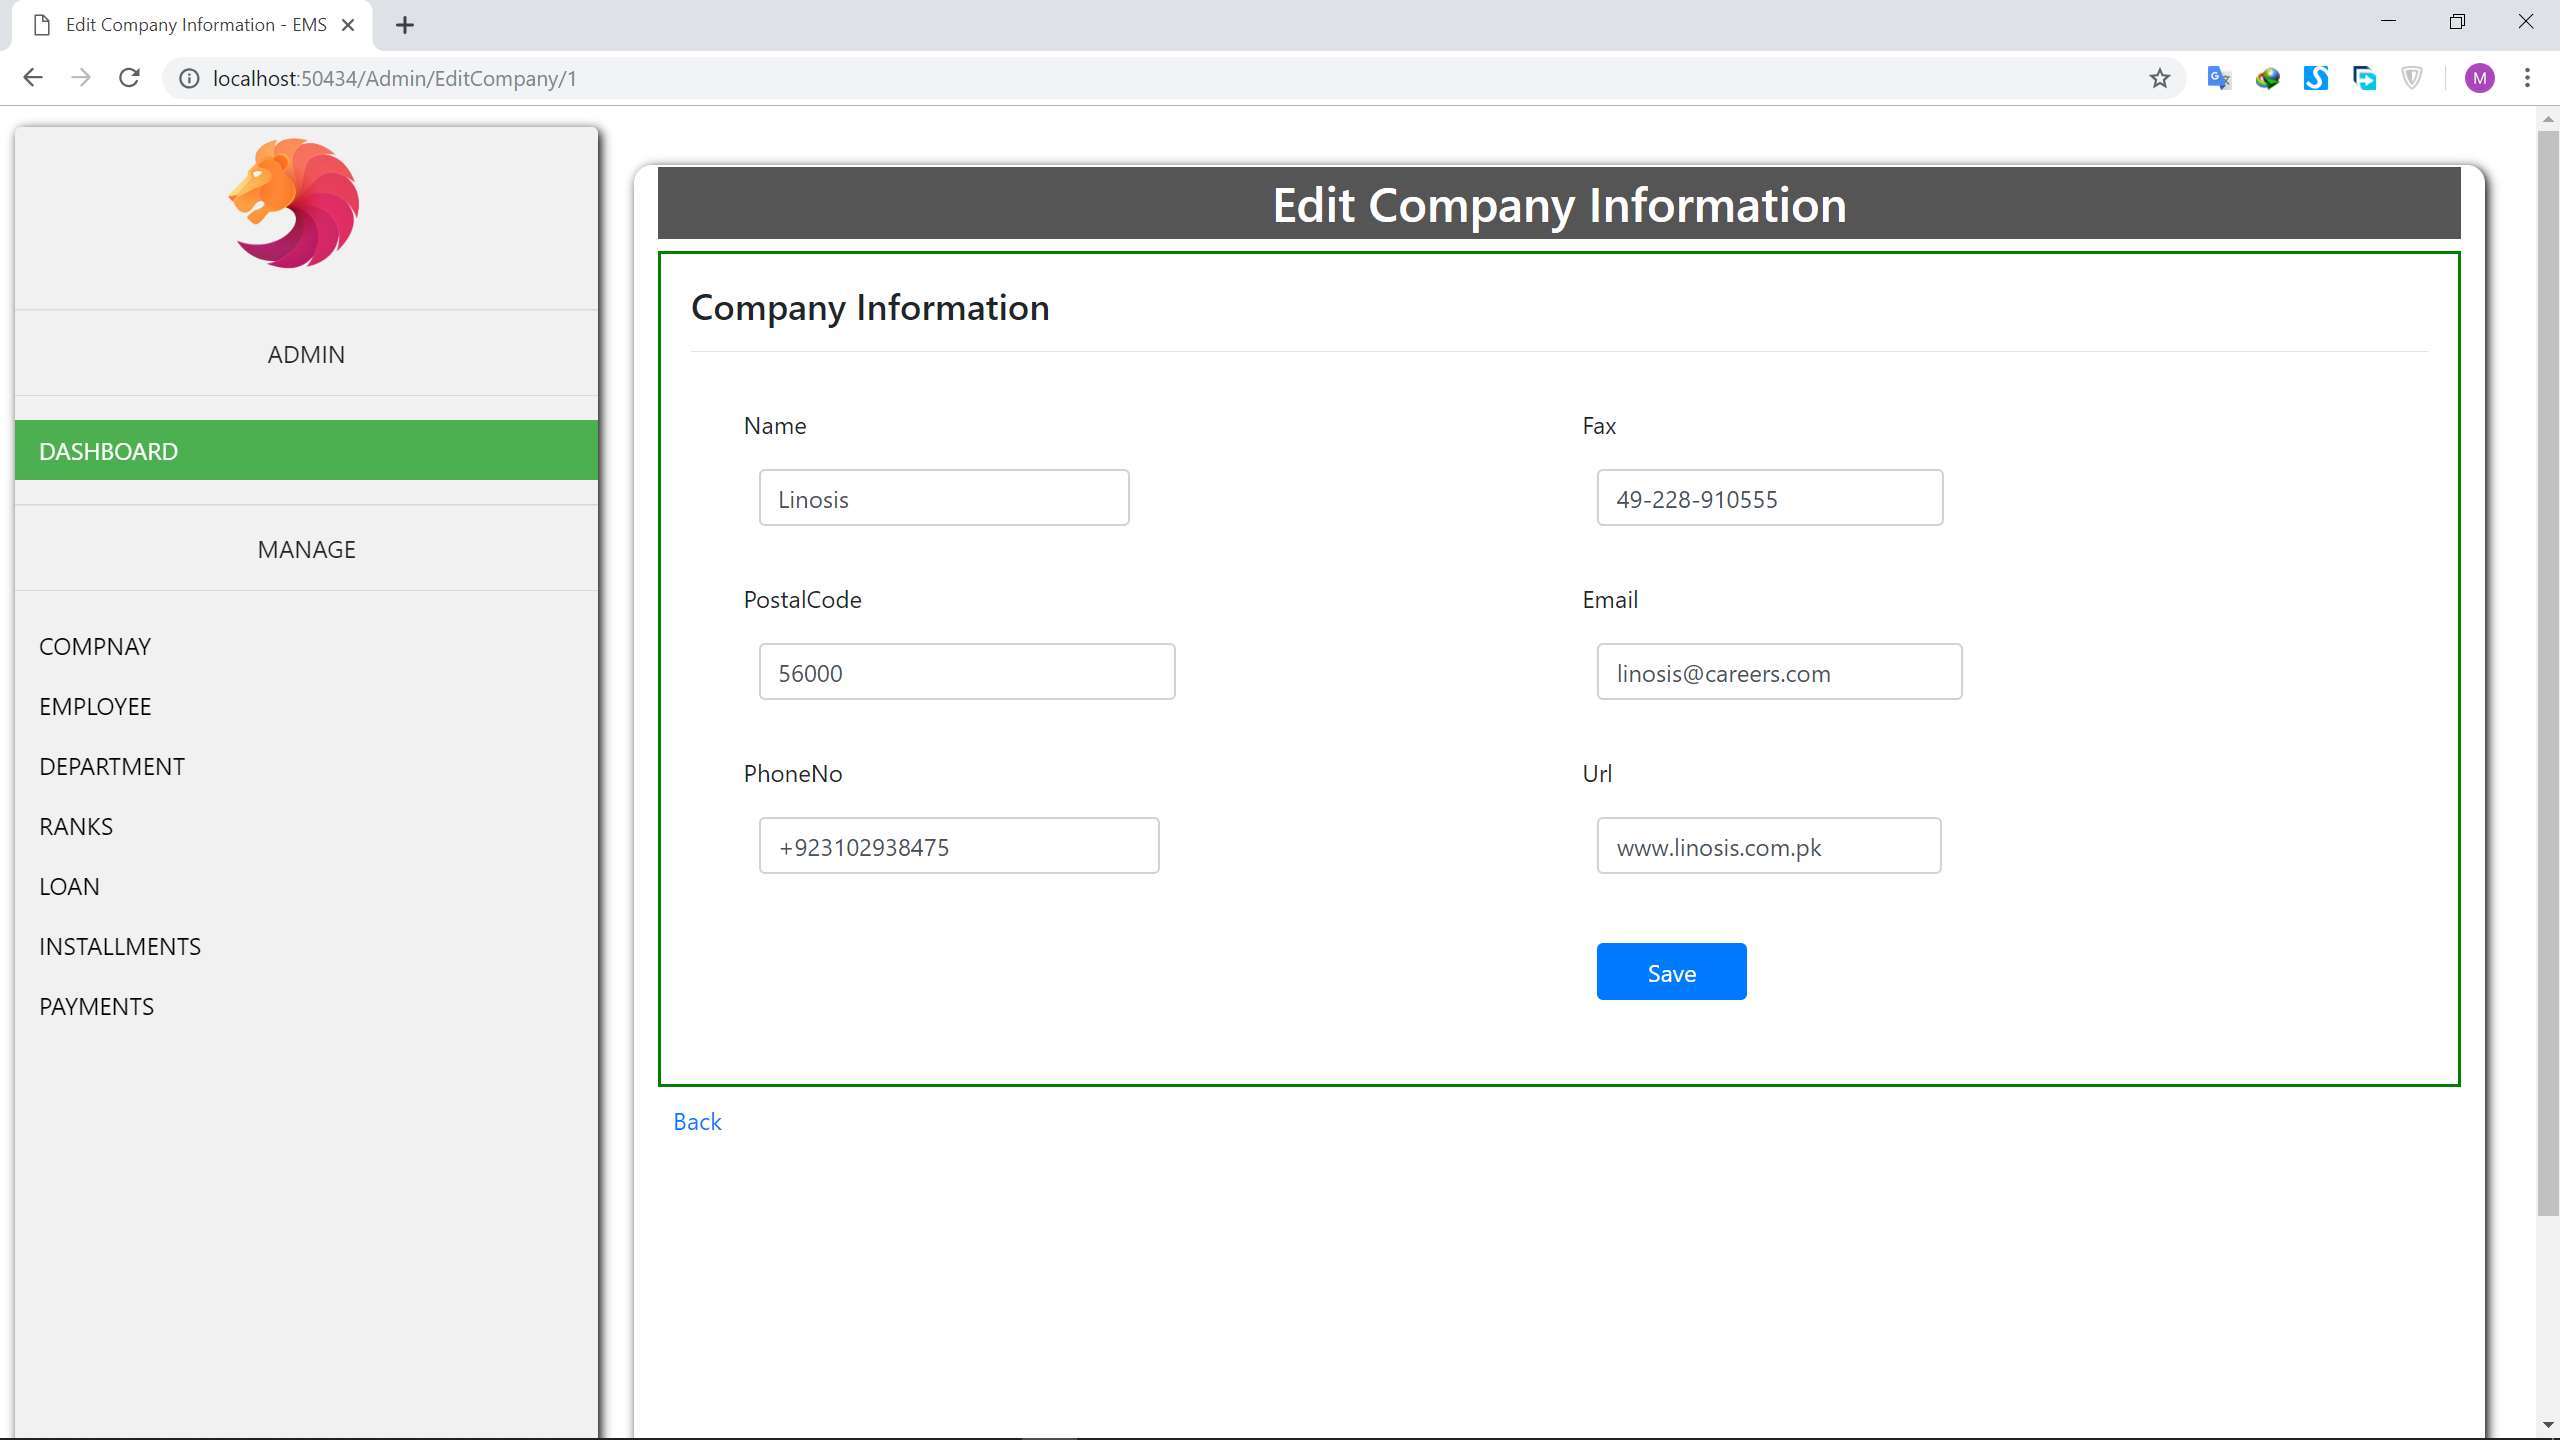 Edit Company Information - EMS
localhost:50434/Admin/EditCompany/1
M
ADMIN
DASHBOARD
MANAGE
COMPNAY
EMPLOYEE
DEPARTMENT
RANKS
LOAN
INSTALLMENTS
PAYMENTS
Edit Company Information
Company Information
Name
Linosis
Fax
49-228-910555
PostalCode
56000
Email
linosis@careers.com
PhoneNo
+923102938475
Url
www.linosis.com.pk
Save
Back